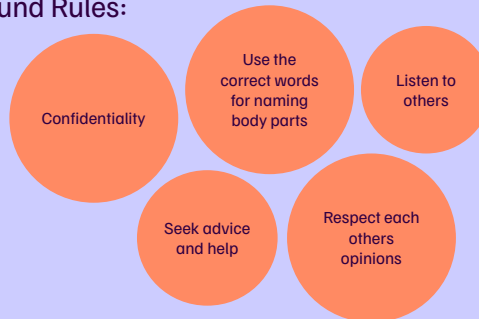 und Rules:
Confidentiality
Use the
correct words
for naming
body parts
Listen to
others
Seek advice
and help
Respect each
others
opinions